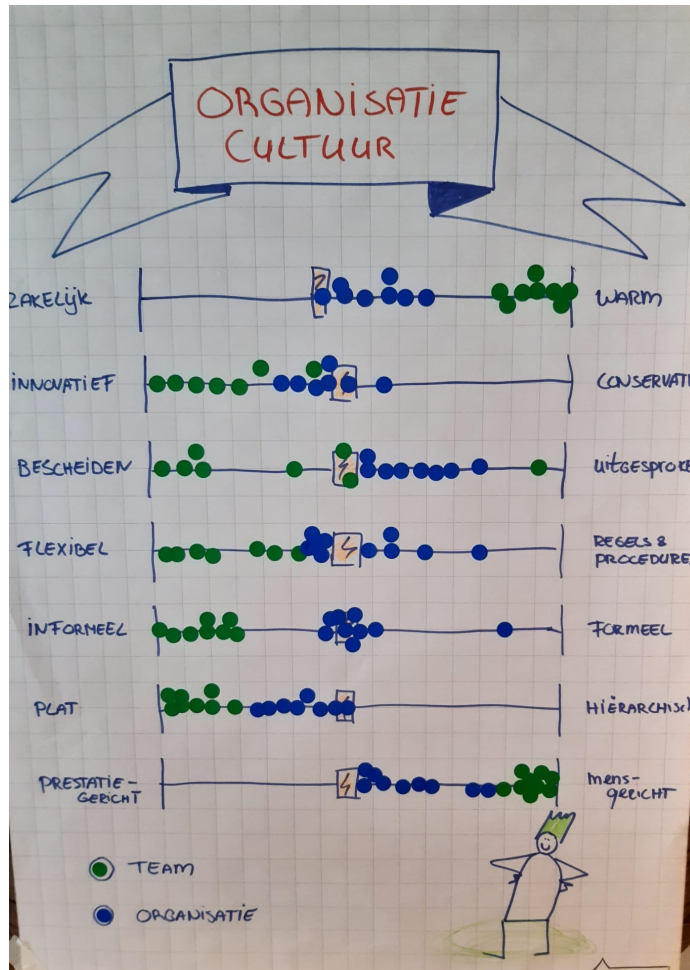 ORGANISATIE
CULTUUR
ZAKELIJK
WARM
INNOVATIEF
CONSERVATI
BESCHEIDEN
UITGESPROKE
FLEXIBEL
REGELS &
PROCEDURE
INFORMEEL
FORMEEL
PLAT
HIËRARCHISCH
PRESTATIE-
GERICHT
MENS-
GERICHT
TEAM
ORGANISATIE